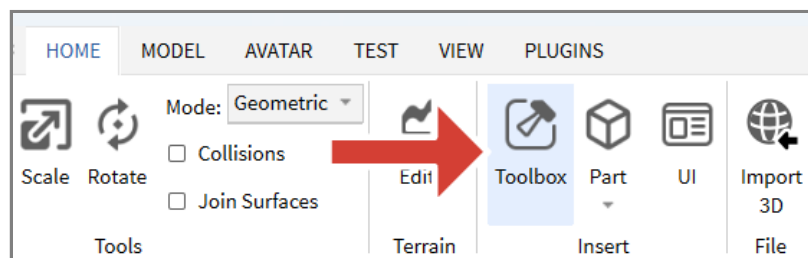 HOME MODEL AVATAR TEST VIEW PLUGINS
Mode: Geometric
Collisions
Scale Rotate Edit Toolbox Part UI Import
3D
Join Surfaces
Tools Terrain Insert File